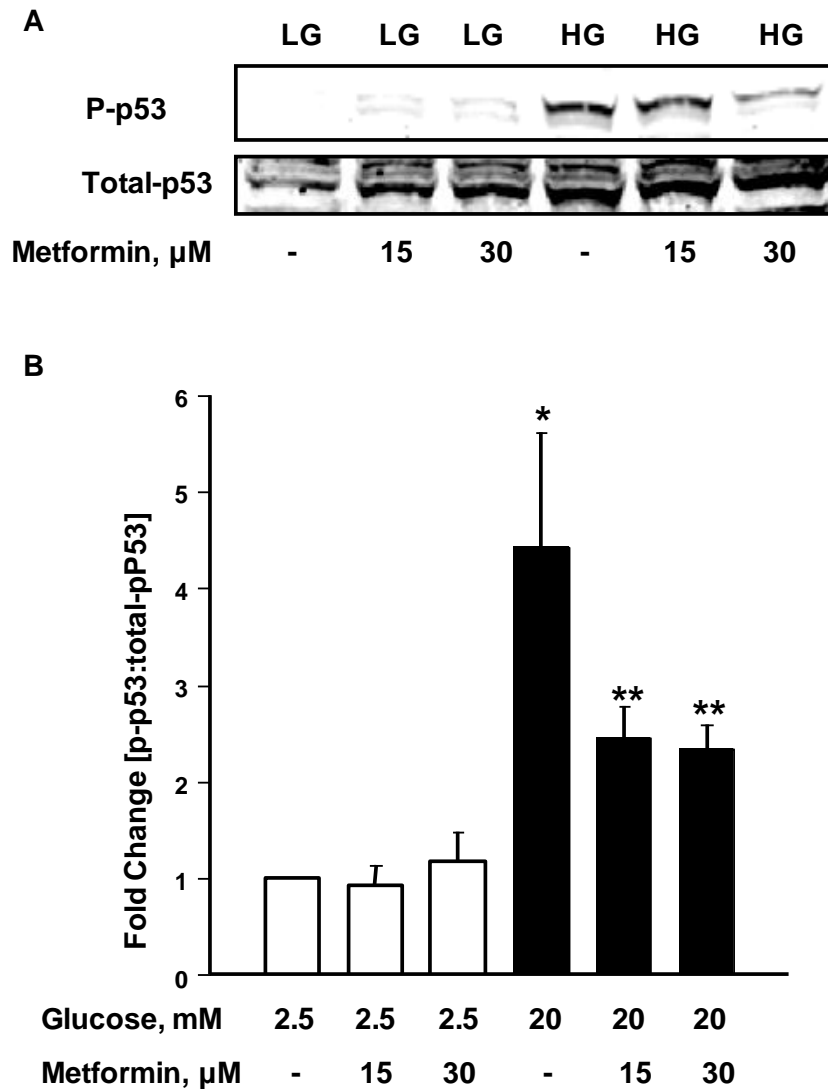 A
LG LG LG HG HG HG
P-p53
Total-p53
Metformin, µM - 15 30 - 15 30
B
Fold Change [p-p53:total-pP53]
6
5
4
3
2
1
0
*
**
**
Glucose, mM 2.5 2.5 2.5 20 20 20
Metformin, µM - 15 30 - 15 30